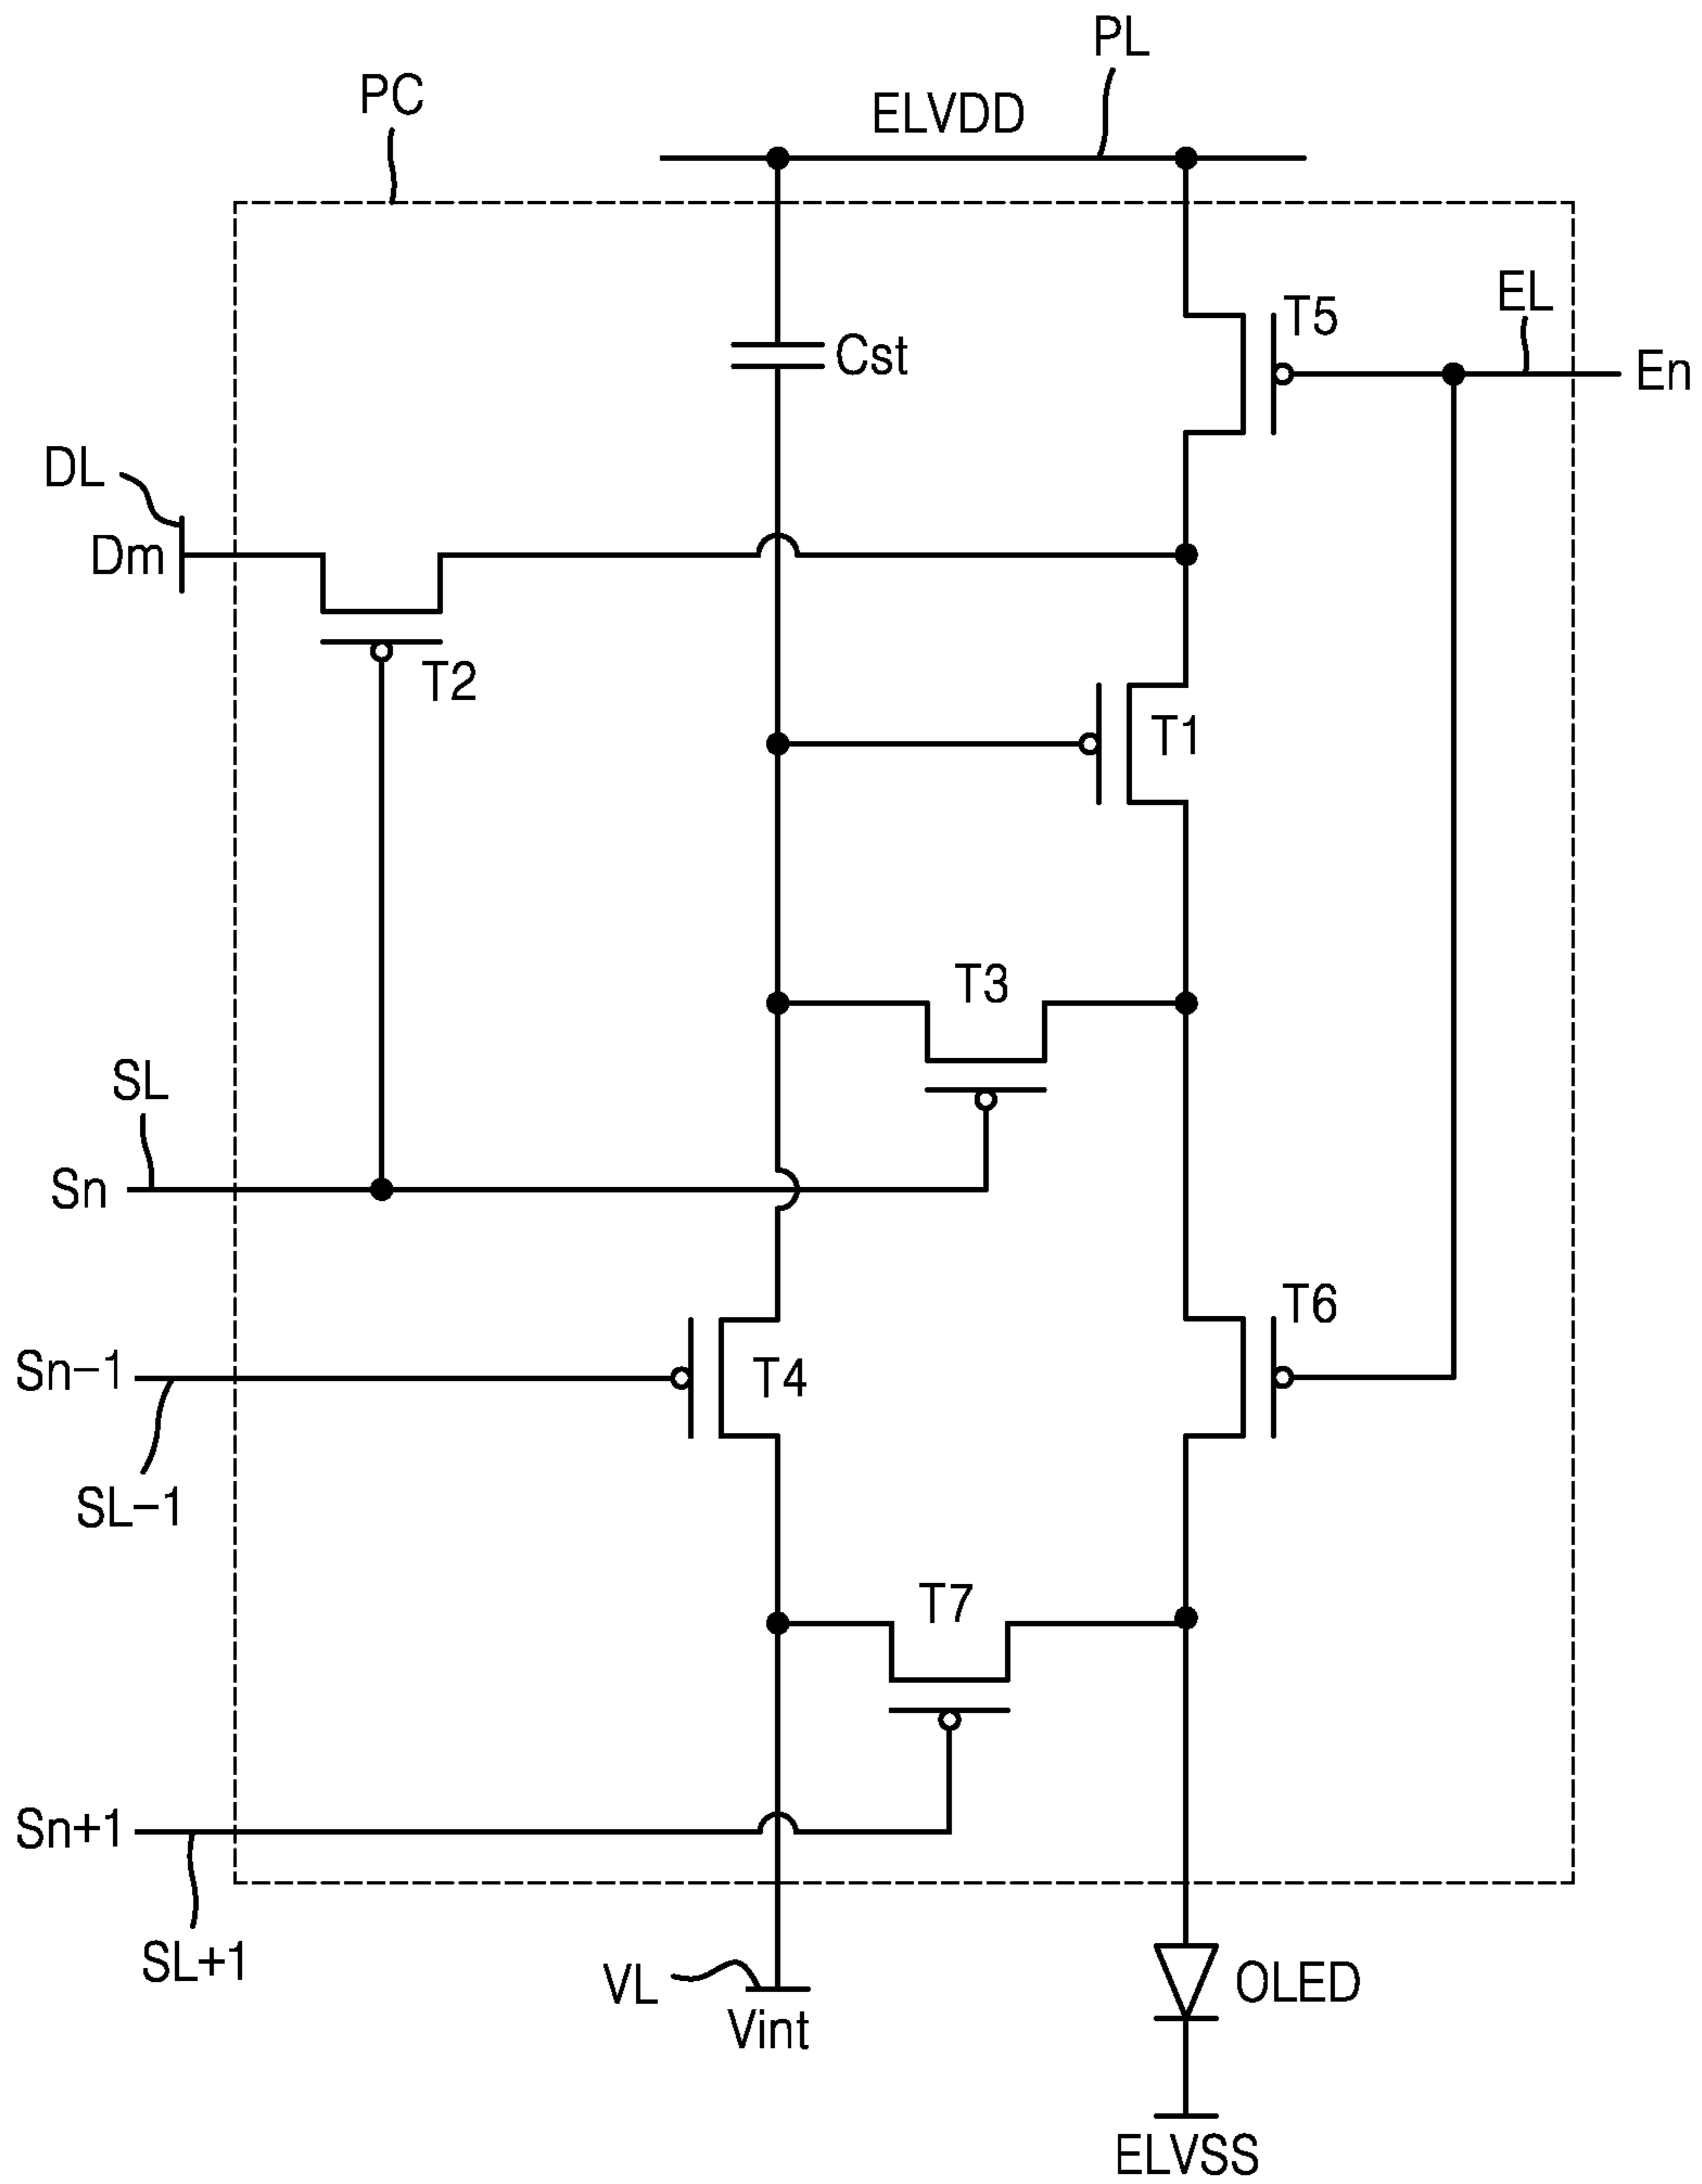 PL
PC
ELVDD
EL
T5
Cst
En
DL
Dm
T2
T1
T3
SL
Sn
T6
Sn−1
T4
SL−1
T7
Sn+1
SL+1
VL
OLED
Vint
ELVSS